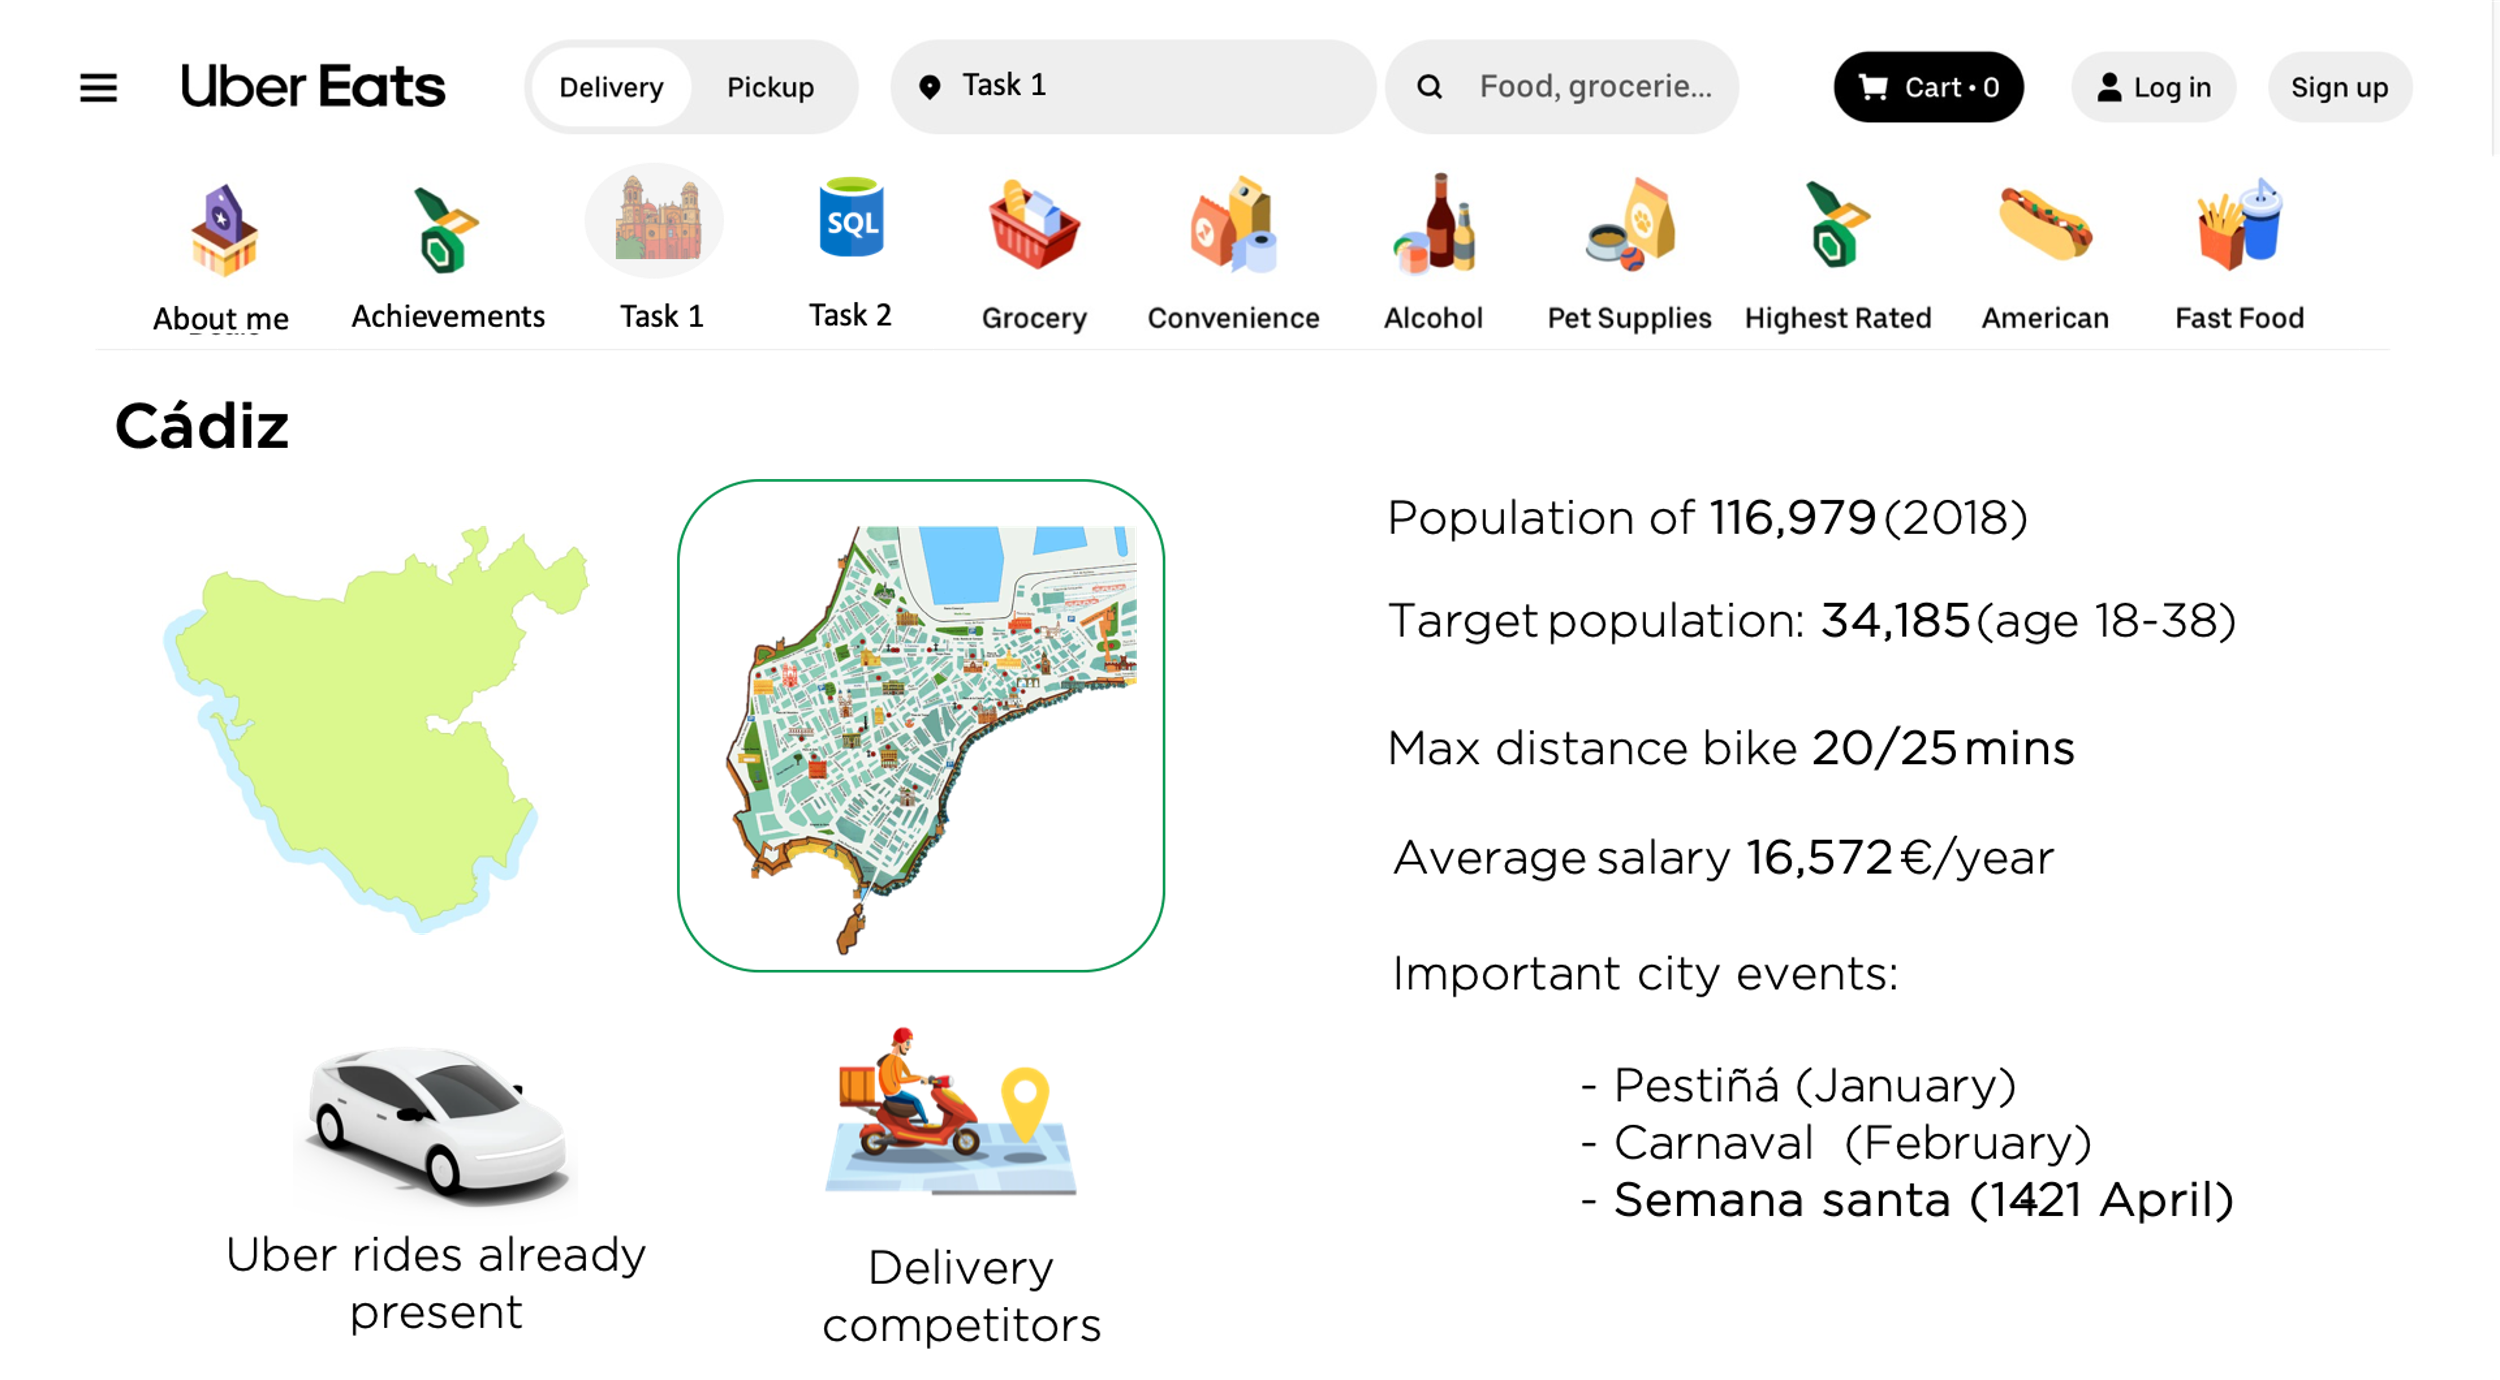 Uber Eats
Delivery
Pickup
Task 1
Food, grocerie...
Cart • 0
Log in
Sign up
About me
Achievements
Task 1
Task 2
SQL
Grocery
Convenience
Alcohol
Pet Supplies
Highest Rated
American
Fast Food
Cádiz
Population of 116,979 (2018)
Target population: 34,185 (age 18-38)
Max distance bike 20/25 mins
Average salary 16,572 €/year
Important city events:
- Pestiñá (January)
- Carnaval (February)
- Semana santa (1421 April)
Uber rides already
present
Delivery
competitors